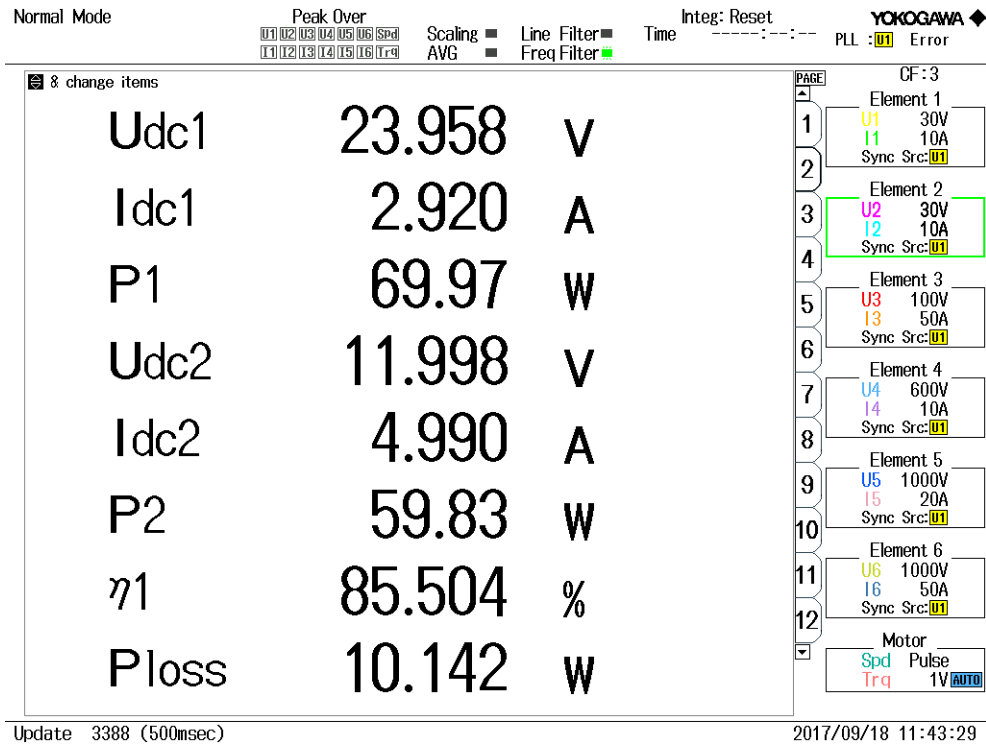 Normal Mode
Peak Over
U1 U2 U3 U4 U5 U6 Spd
I1 I2 I3 I4 I5 I6 Trq
Scaling
AVG
Line Filter
Freq Filter
Integ: Reset
Time -----:--:--
YOKOGAWA
PLL :U1 Error
& change items
Udc1 23.958 V
Idc1 2.920 A
P1 69.97 W
Udc2 11.998 V
Idc2 4.990 A
P2 59.83 W
η1 85.504 %
Ploss 10.142 W
PAGE
1
2
3
4
5
6
7
8
9
10
11
12
CF:3
Element 1
U1 30V
I1 10A
Sync Src:U1
Element 2
U2 30V
I2 10A
Sync Src:U1
Element 3
U3 100V
I3 50A
Sync Src:U1
Element 4
U4 600V
I4 10A
Sync Src:U1
Element 5
U5 1000V
I5 20A
Sync Src:U1
Element 6
U6 1000V
I6 50A
Sync Src:U1
Motor
Spd Pulse
Trq 1V AUTO
Update 3388 (500msec)
2017/09/18 11:43:29